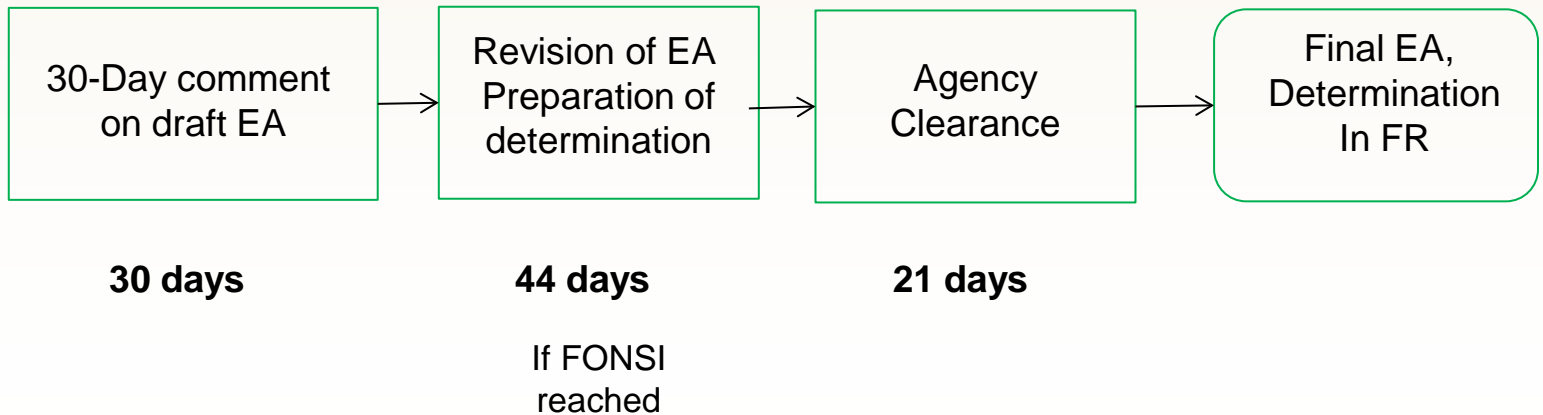 30-Day comment
on draft EA
Revision of EA
Preparation of
determination
Agency
Clearance
Final EA,
Determination
In FR
30 days
44 days
21 days
If FONSI
reached